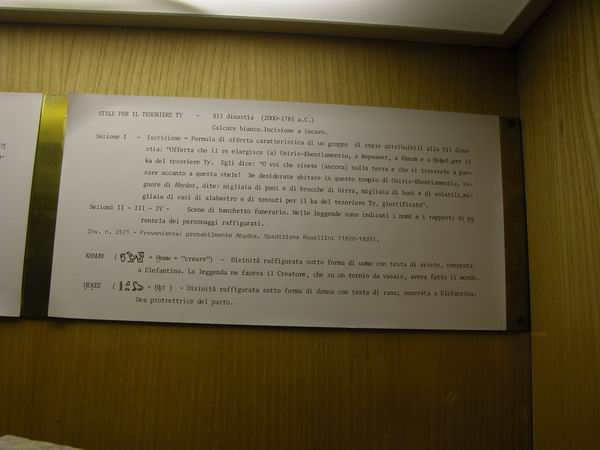 STELE PER IL TESORIERE TY - XII dinastia (2000-1785 a.C.)
Calcare bianco.Incisione a incavo.
Sezione I - Iscrizione = Formula di offerta caratteristica di un gruppo di stele attribuibili alla XII dina-
stia: "Offerta che il re elargisce (a) Osiris-Khentismentiu, a Wepwawet, a Khnum e a Ḥeḳet,per il
ka del tesoriere Ty. Egli dice: "O voi che vivete (ancora) sulla terra e che vi troverete a pas-
sare accanto a questa stele! Se desiderate abitare in questo tempio di Osiris-Khentismentiu, si-
gnore di Abydos, dite: migliaia di pani e di brocche di birra, migliaia di buoi e di volatili,mi-
gliaia di vasi di alabastro e di tessuti per il ka del tesoriere Ty, giustificato".
Sezioni II - III - IV - Scene di banchetto funerario. Nelle leggende sono indicati i nomi e i rapporti di pa
rentela dei personaggi raffigurati.
Inv. n. 2571 - Provenienza: probabilmente Abydos, Spedizione Rosellini (1828-1829).
KHNUM ( = Ḫnmw = "creare") - Divinità raffigurata sotto forma di uomo con testa di ariete, venerata
a Elefantina. La leggenda ne faceva il Creatore, che su un tornio da vasaio, aveva fatto il mondo.
ḤEḲET ( = Ḥḳt ) - Divinità raffigurata sotto forma di donna con testa di rana; venerata a Elefantina.
Dea protrettrice del parto.